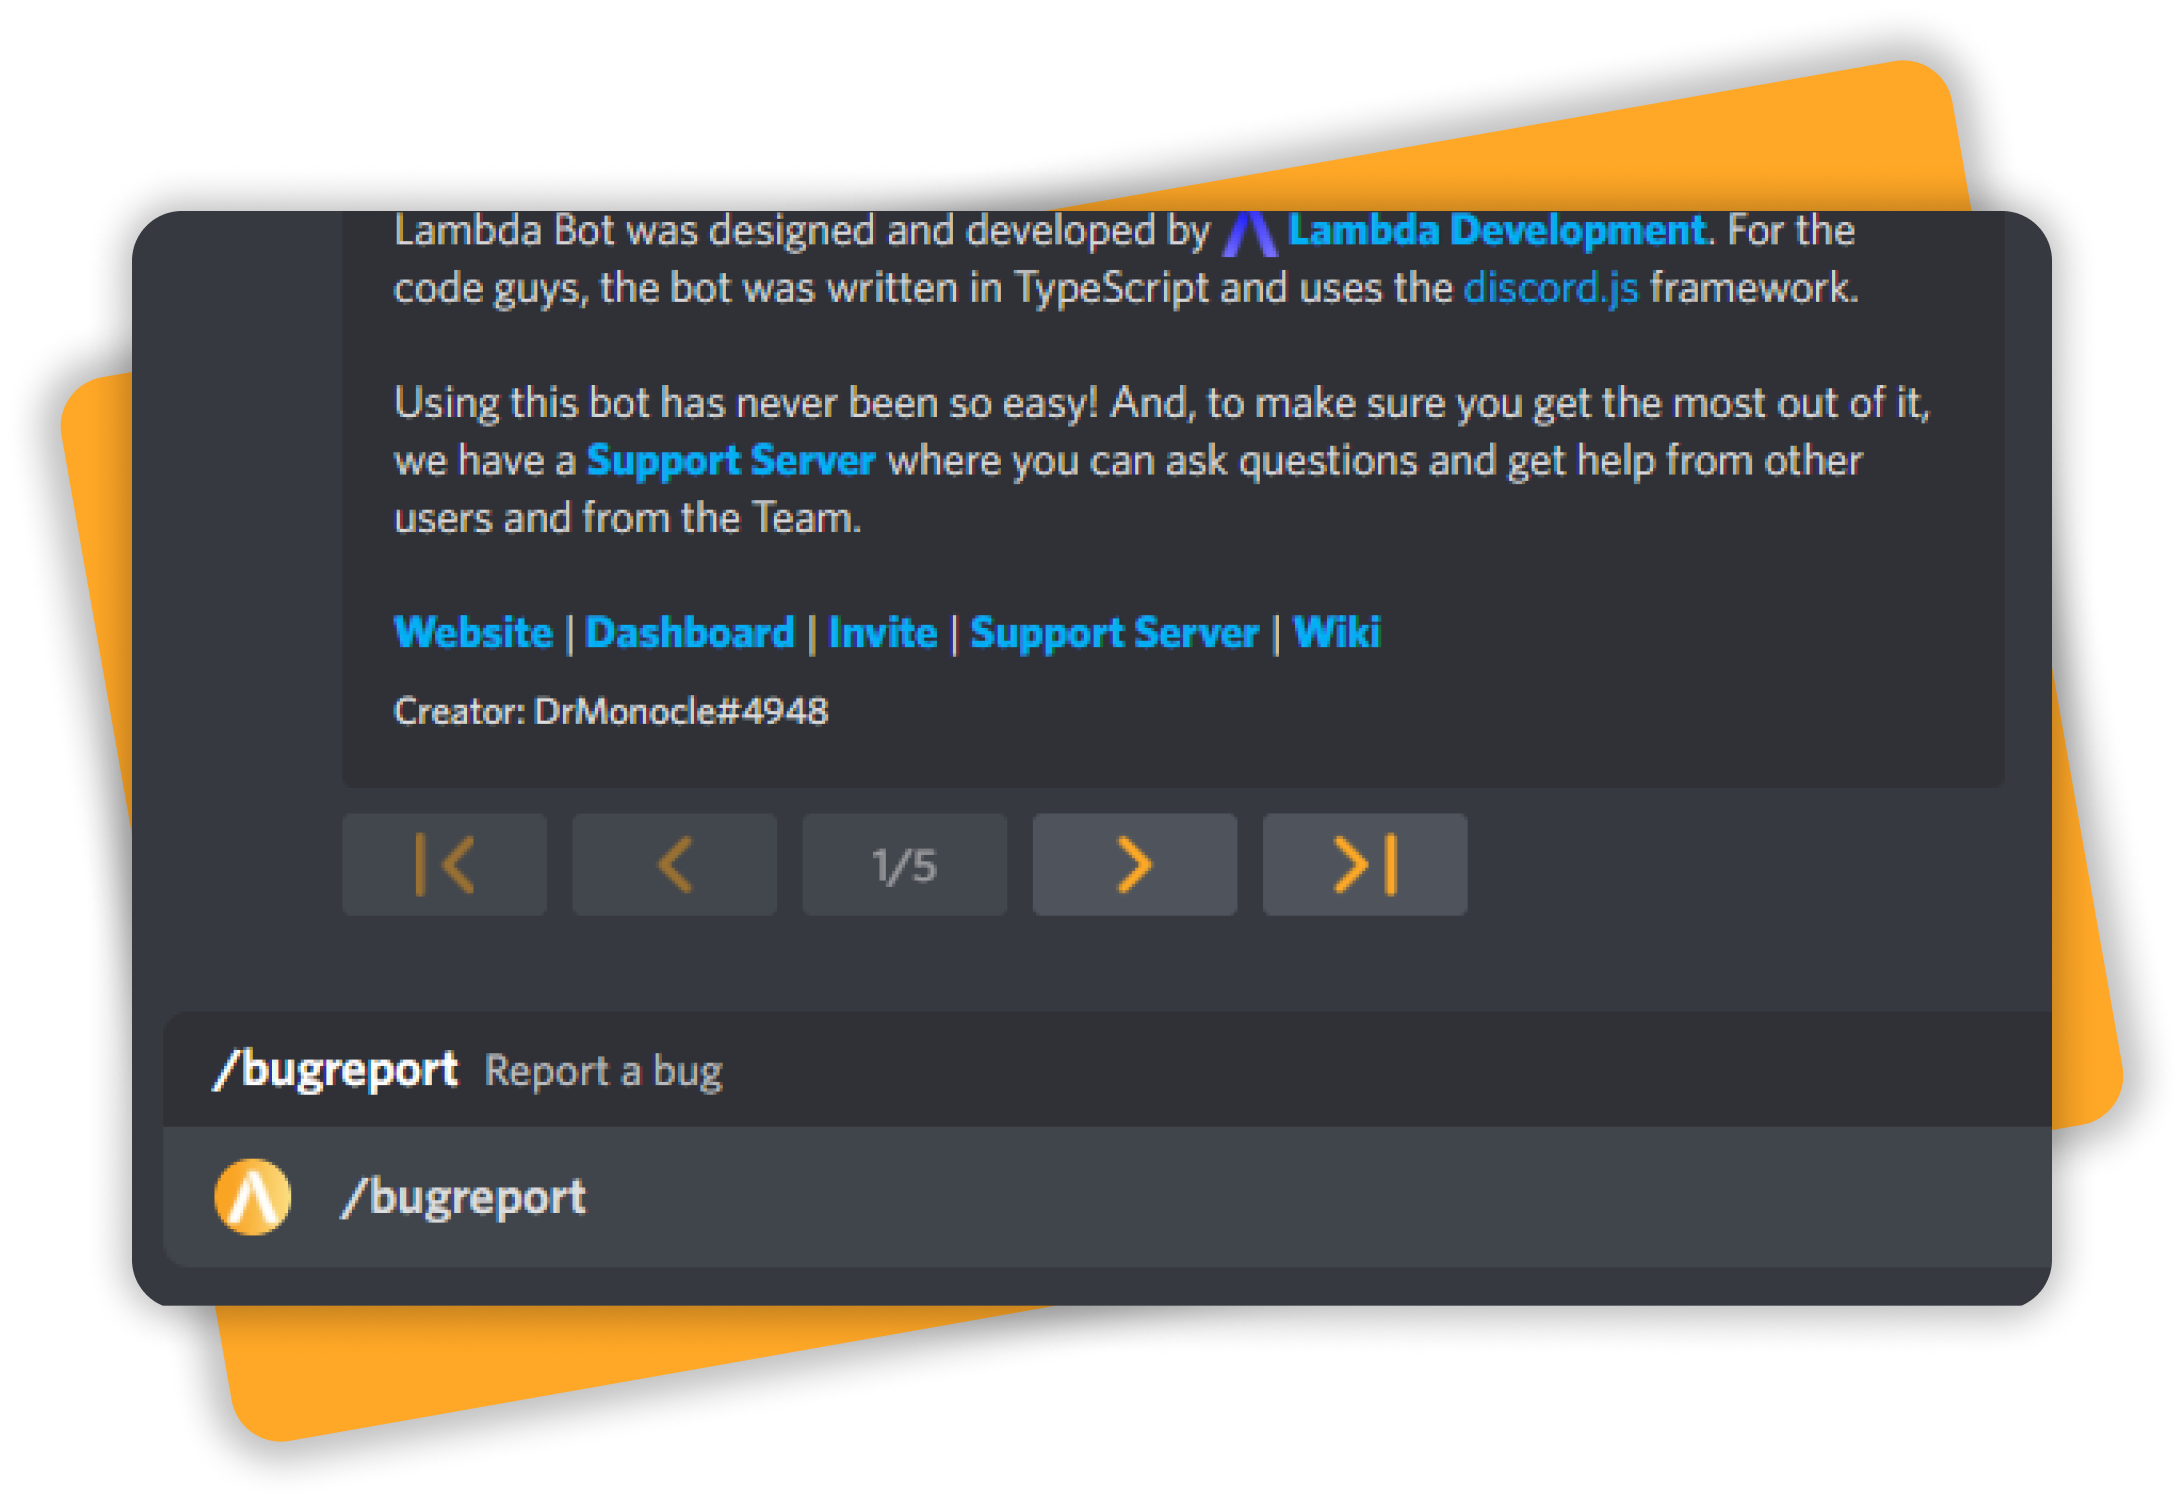 Lambda Bot was designed and developed by Lambda Development. For the
code guys, the bot was written in TypeScript and uses the discord.js framework.
Using this bot has never been so easy! And, to make sure you get the most out of it,
we have a Support Server where you can ask questions and get help from other
users and from the Team.
Website | Dashboard | Invite | Support Server | Wiki
Creator: DrMonocle#4948
1/5
/bugreport Report a bug
/bugreport